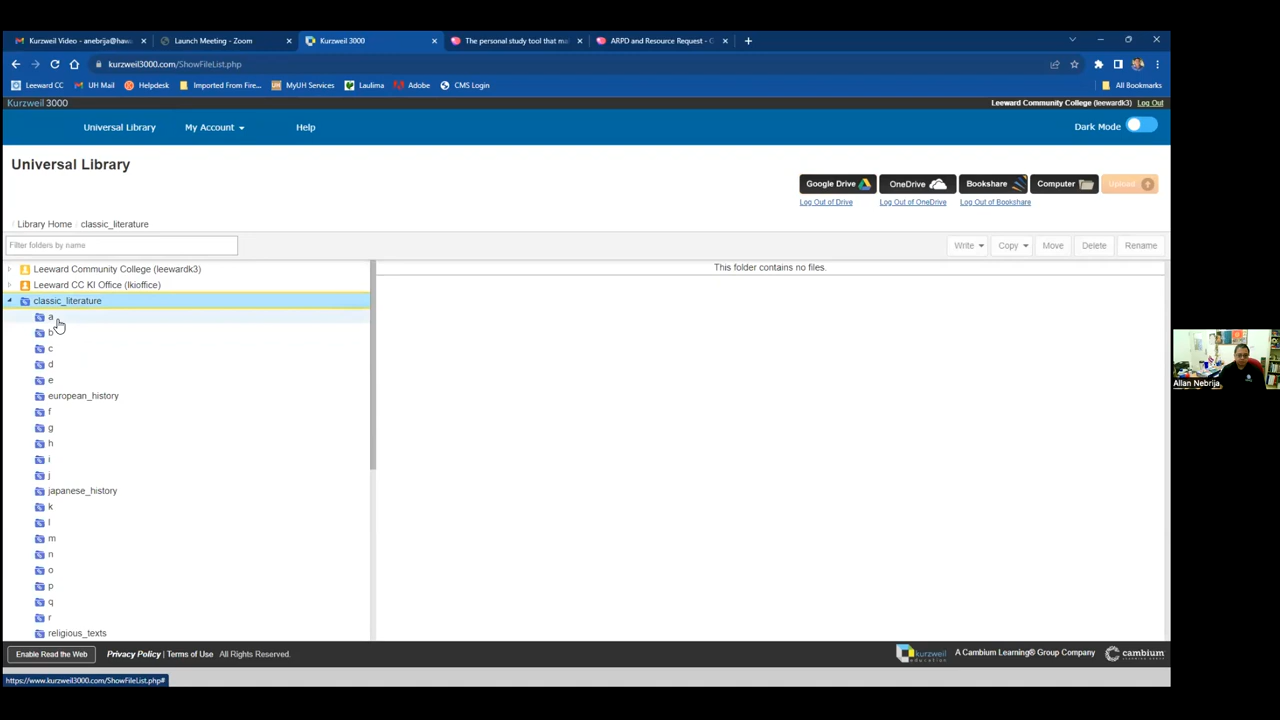 Kurzweil Video - anebrija@haw
Launch Meeting - Zoom
Kurzweil 3000
The personal study tool that ma
ARPD and Resource Request - G
kurzweil3000.com/ShowFileList.php
Leeward CC
UH Mail
Helpdesk
Imported From Fire...
MyUH Services
Laulima
Adobe
CMS Login
All Bookmarks
Kurzweil 3000
Leeward Community College (leewardk3) Log Out
Universal Library
My Account
Help
Dark Mode
Universal Library
Google Drive
OneDrive
Bookshare
Computer
Upload
Log Out of Drive
Log Out of OneDrive
Log Out of Bookshare
/ Library Home / classic_literature
Filter folders by name
Write
Copy
Move
Delete
Rename
Leeward Community College (leewardk3)
This folder contains no files.
Leeward CC KI Office (lkioffice)
classic_literature
a
b
c
d
e
european_history
f
g
h
i
j
japanese_history
k
l
m
n
o
p
q
r
religious_texts
Allan Nebrija
Enable Read the Web
Privacy Policy | Terms of Use All Rights Reserved.
kurzweil
education
A Cambium Learning® Group Company
cambium
https://www.kurzweil3000.com/ShowFileList.php#